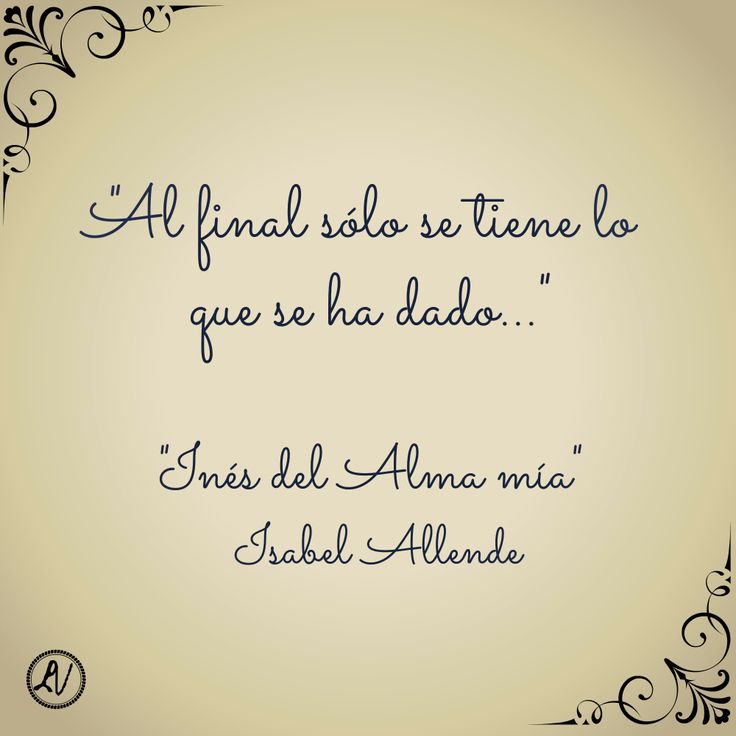 "Al final sólo se tiene lo
que se ha dado..."
"Inés del Alma mía"
Isabel Allende
LV